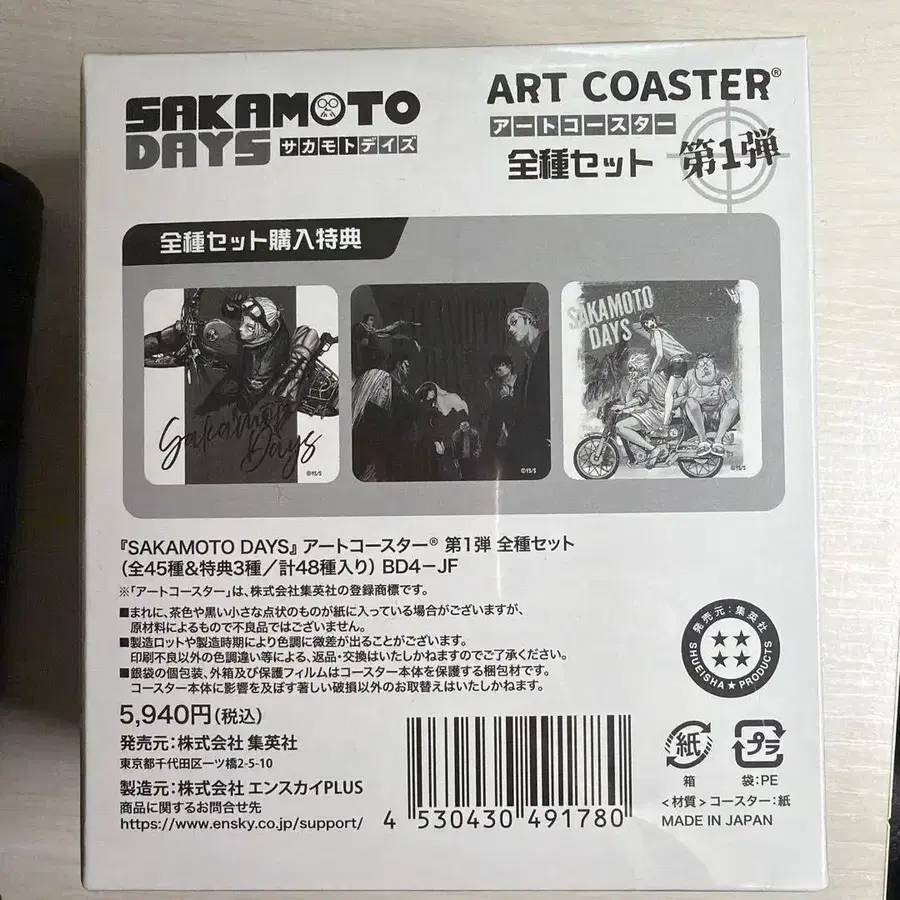 SAKAMOTO
DAYS サカモトデイズ
ART COASTER®
アートコースター
全種セット 第1弾
全種セット購入特典
Sakamoto
Days
©YS/S
©YS/S
SAKAMOTO
DAYS
©YS/S
『SAKAMOTO DAYS』アートコースター® 第1弾 全種セット
(全45種&特典3種/計48種入り) BD4-JF
※「アートコースター」は、株式会社集英社の登録商標です。
■まれに、茶色や黒い小さな点状のものが紙に入っている場合がございますが、
原材料によるもので不良品ではございません。
■製造ロットや製造時期により色調に微差が出ることがございます。
印刷不良以外の色調違い等による、返品・交換はいたしかねますのでご了承ください。
■銀袋の個包装、外箱及び保護フィルムはコースター本体を保護する梱包材です。
コースター本体に影響を及ぼす著しい破損以外のお取替えはいたしかねます。
5,940円(税込)
発売元:株式会社 集英社
東京都千代田区一ツ橋2-5-10
製造元:株式会社 エンスカイPLUS
商品に関するお問合せ先
https://www.ensky.co.jp/support/
4 530430 491780
発売元:集英社
SHUEISHA★PRODUCTS
紙
箱
プラ
袋:PE
<材質>コースター:紙
MADE IN JAPAN